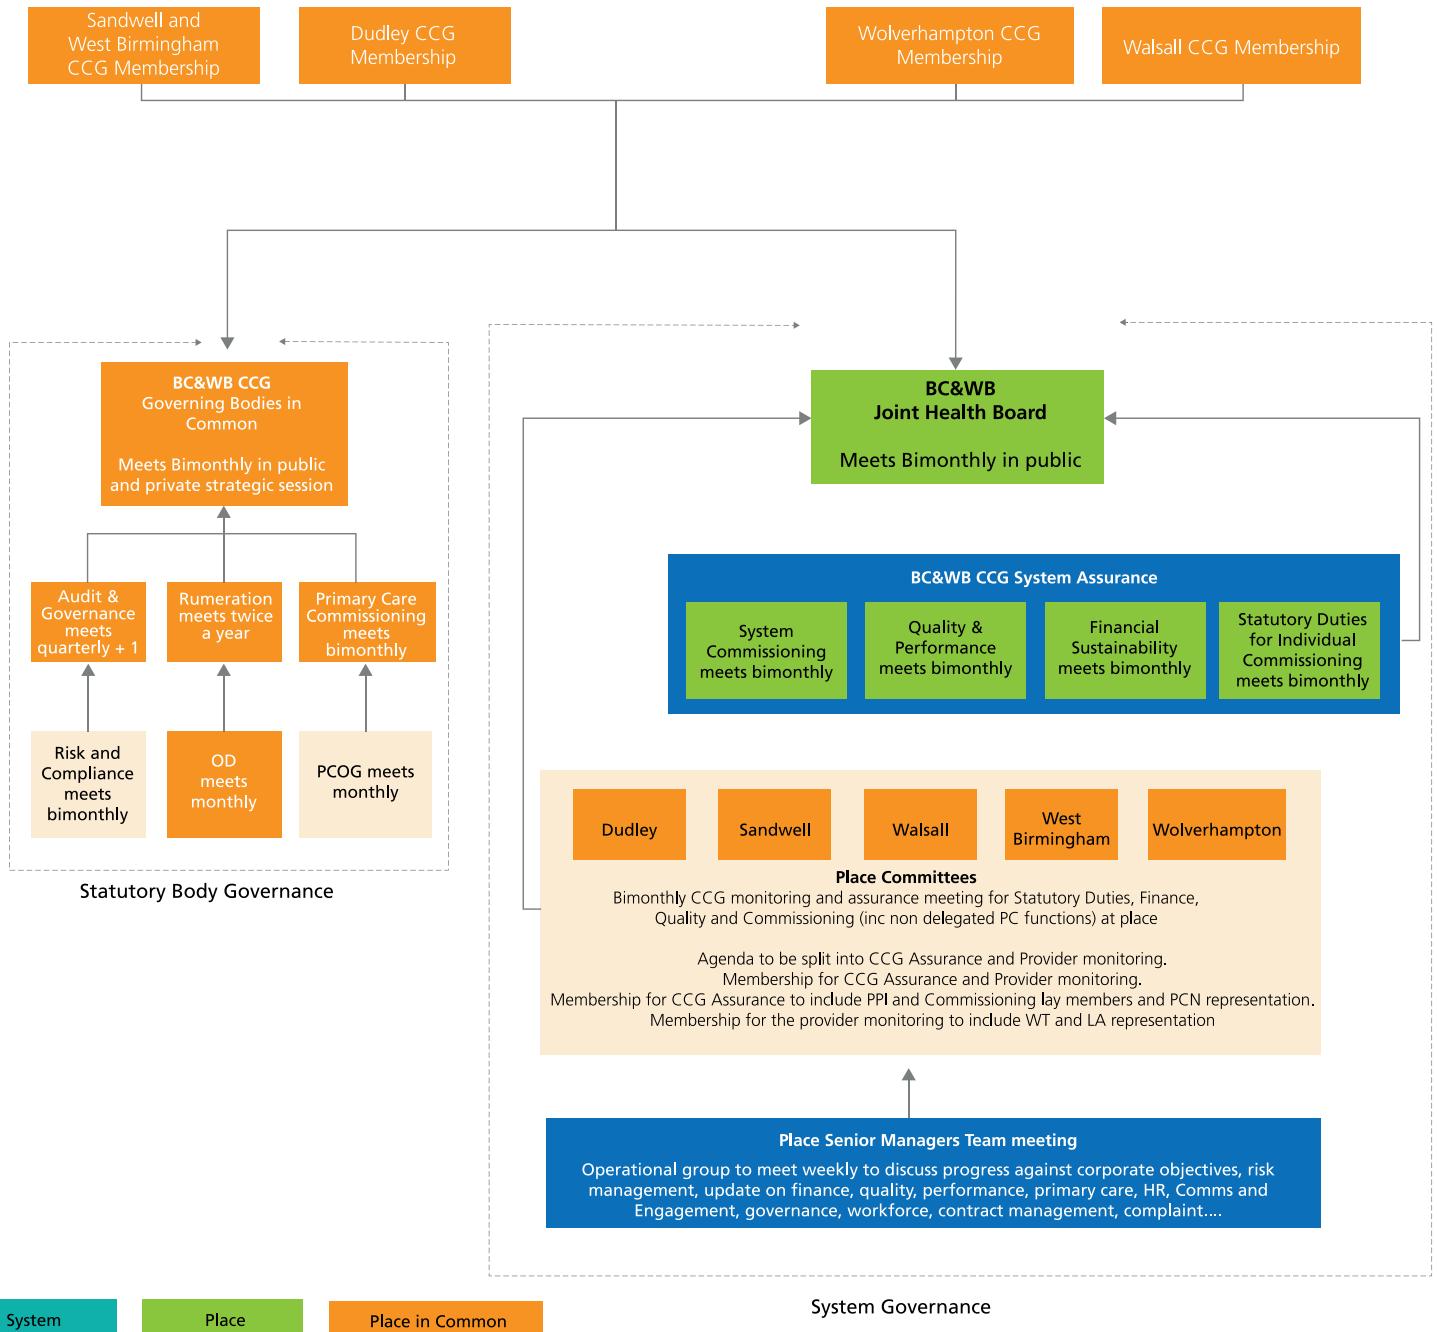 Sandwell and
West Birmingham
CCG Membership
Dudley CCG
Membership
Wolverhampton CCG
Membership
Walsall CCG Membership
BC&WB CCG
Governing Bodies in
Common
Meets Bimonthly in public
and private strategic session
Audit &
Governance
meets
quarterly + 1
Rumeration
meets twice
a year
Primary Care
Commissioning
meets
bimonthly
Risk and
Compliance
meets
bimonthly
OD
meets
monthly
PCOG meets
monthly
Statutory Body Governance
BC&WB
Joint Health Board
Meets Bimonthly in public
BC&WB CCG System Assurance
System
Commissioning
meets bimonthly
Quality &
Performance
meets bimonthly
Financial
Sustainability
meets bimonthly
Statutory Duties
for Individual
Commissioning
meets bimonthly
Dudley
Sandwell
Walsall
West
Birmingham
Wolverhampton
Place Committees
Bimonthly CCG monitoring and assurance meeting for Statutory Duties, Finance,
Quality and Commissioning (inc non delegated PC functions) at place
Agenda to be split into CCG Assurance and Provider monitoring.
Membership for CCG Assurance and Provider monitoring.
Membership for CCG Assurance to include PPI and Commissioning lay members and PCN representation.
Membership for the provider monitoring to include WT and LA representation
Place Senior Managers Team meeting
Operational group to meet weekly to discuss progress against corporate objectives, risk
management, update on finance, quality, performance, primary care, HR, Comms and
Engagement, governance, workforce, contract management, complaint....
System Governance
System
Place
Place in Common